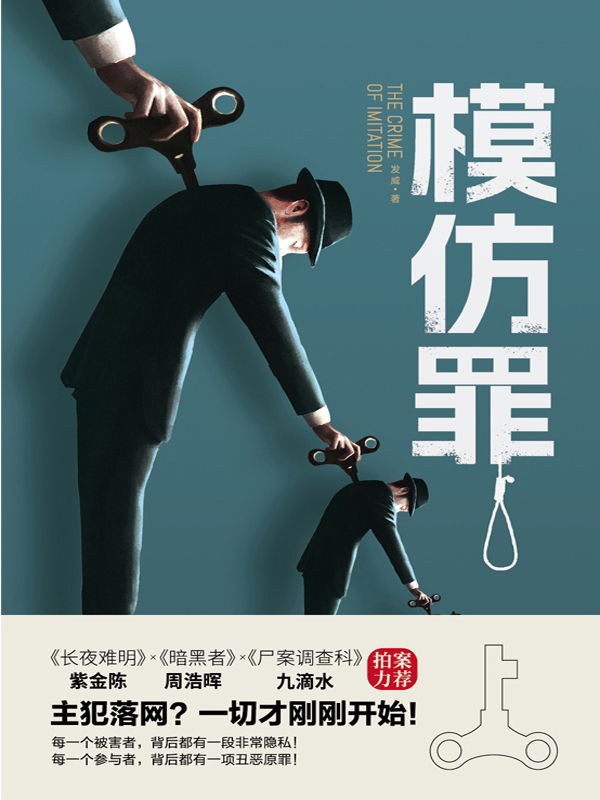 模仿罪
THE CRIME
OF IMITATION
发威·著
《长夜难明》×《暗黑者》×《尸案调查科》
紫金陈 周浩晖 九滴水
拍案
力荐
主犯落网？一切才刚刚开始！
每一个被害者，背后都有一段非常隐私！
每一个参与者，背后都有一项丑恶原罪！